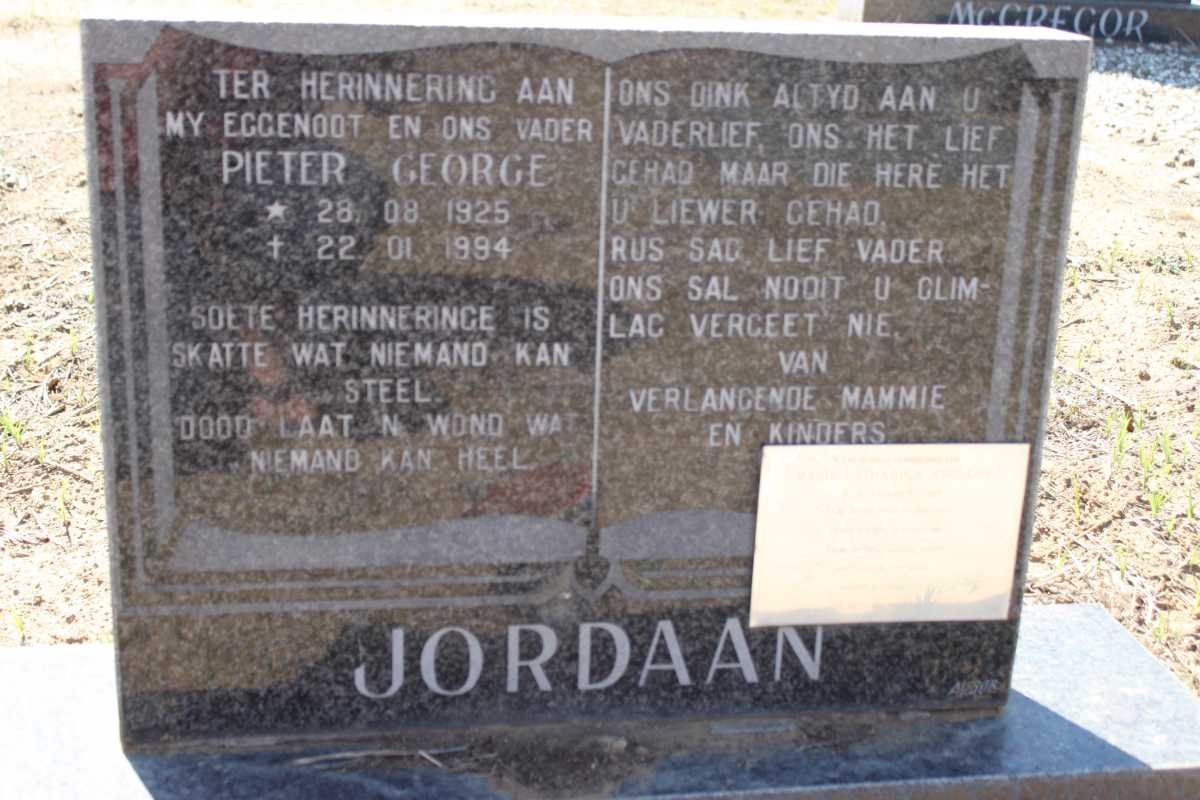 McGREGOR
TER HERINNERING AAN
MY EGGENOOT EN ONS VADER
PIETER GEORGE
★ 28 08 1925
† 22 01 1994
SOETE HERINNERINGE IS
SKATTE WAT NIEMAND KAN
STEEL
DOOD LAAT 'N WOND WAT
NIEMAND KAN HEEL
ONS DINK ALTYD AAN U
VADERLIEF, ONS HET LIEF
GEHAD MAAR DIE HERE HET
U LIEWER GEHAD.
RUS SAG LIEF VADER
ONS SAL NOOIT U GLIM-
LAG VERGEET NIE.
VAN
VERLANGENDE MAMMIE
EN KINDERS
JORDAAN